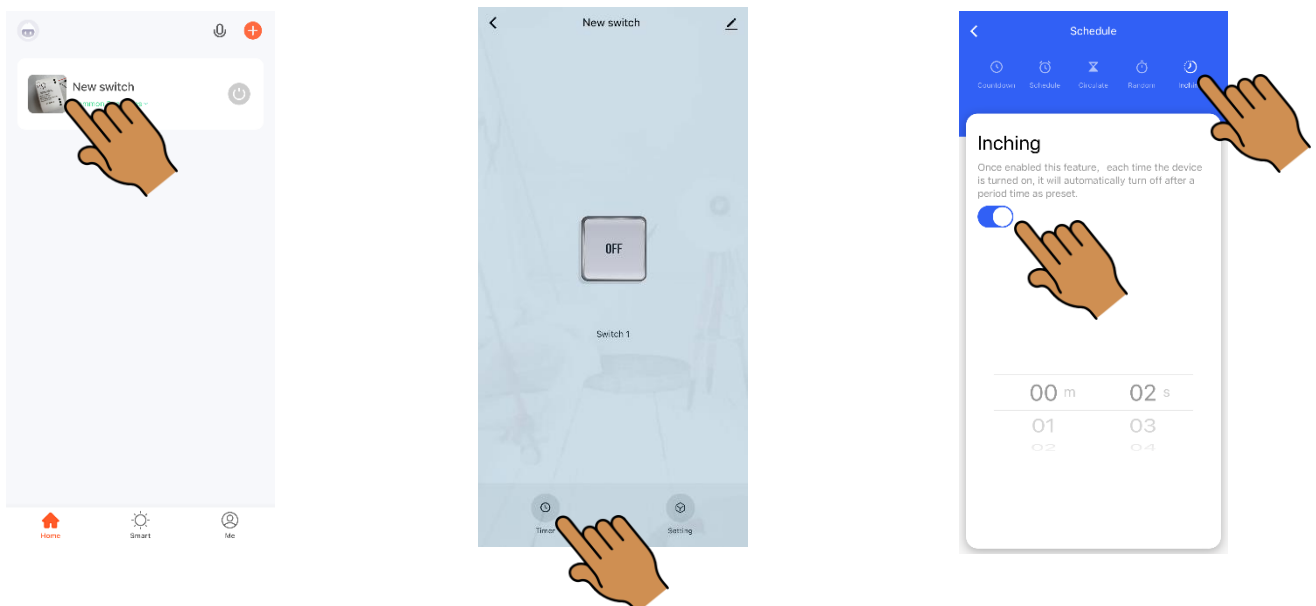 New switch
Home
Smart
Me
New switch
OFF
Switch 1
Timer
Setting
Schedule
Countdown
Schedule
Circulate
Random
Inching
Once enabled this feature, each time the device
is turned on, it will automatically turn off after a
period time as preset.
00 m 02 s
01 03
02 04